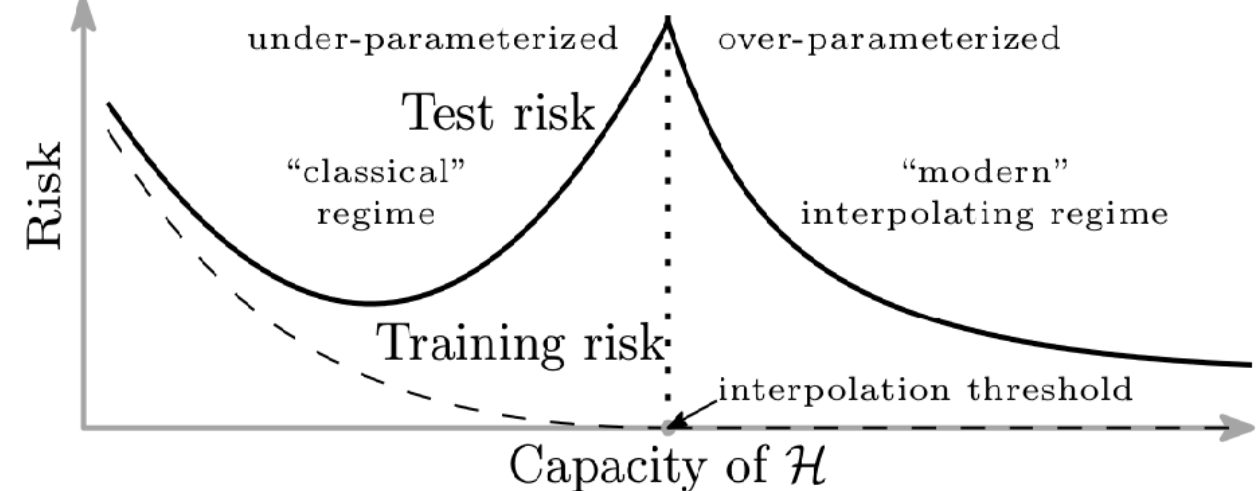 under-parameterized
over-parameterized
Test risk
“classical”
regime
“modern”
interpolating regime
Risk
Training risk
interpolation threshold
Capacity of ℋ